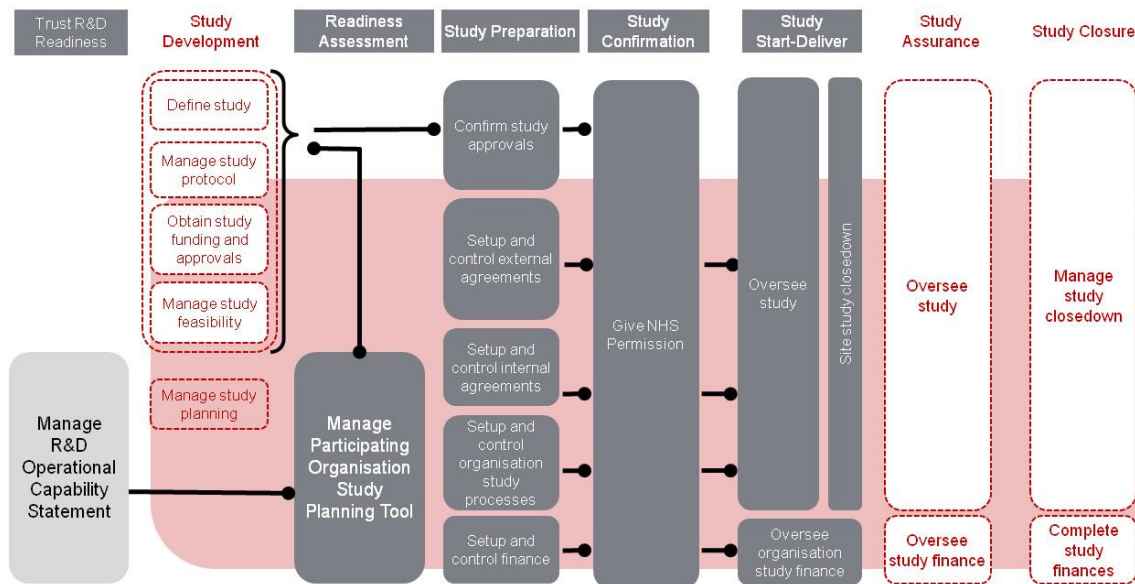 Trust R&D
Readiness
Study
Development
Readiness
Assessment
Study Preparation
Study
Confirmation
Study
Start-Deliver
Study
Assurance
Study Closure
Define study
Manage study
protocol
Obtain study
funding and
approvals
Manage study
feasibility
Manage study
planning
Manage
R&D
Operational
Capability
Statement
Manage
Participating
Organisation
Study
Planning Tool
Confirm study
approvals
Setup and
control external
agreements
Setup and
control internal
agreements
Setup and
control
organisation
study
processes
Setup and
control finance
Give NHS
Permission
Oversee
study
Site study closedown
Oversee
organisation
study finance
Oversee
study
Oversee
study finance
Manage
study
closedown
Complete
study
finances